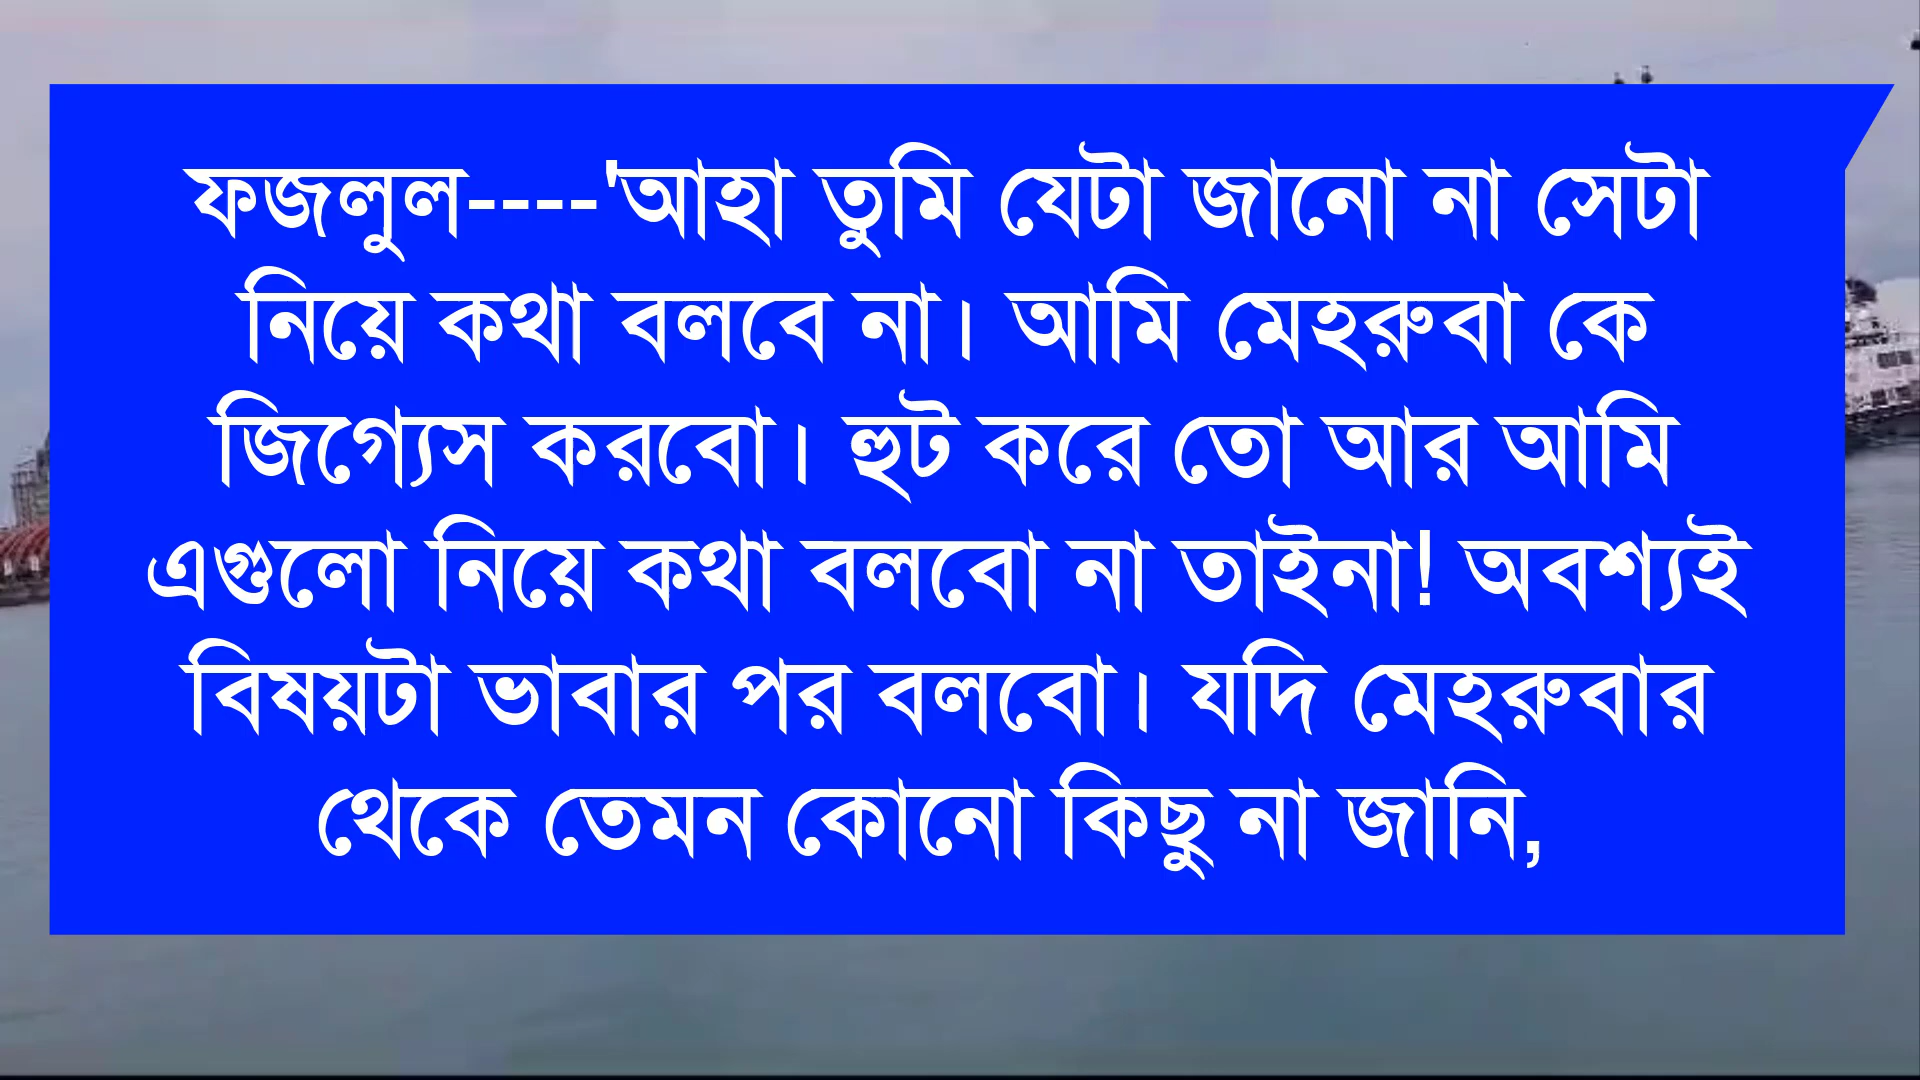 ফজলুল----'আহা তুমি যেটা জানো না সেটা
নিয়ে কথা বলবে না। আমি মেহরুবা কে
জিগ্যেস করবো। হুট করে তো আর আমি
এগুলো নিয়ে কথা বলবো না তাইনা! অবশ্যই
বিষয়টা ভাবার পর বলবো। যদি মেহরুবার
থেকে তেমন কোনো কিছু না জানি,